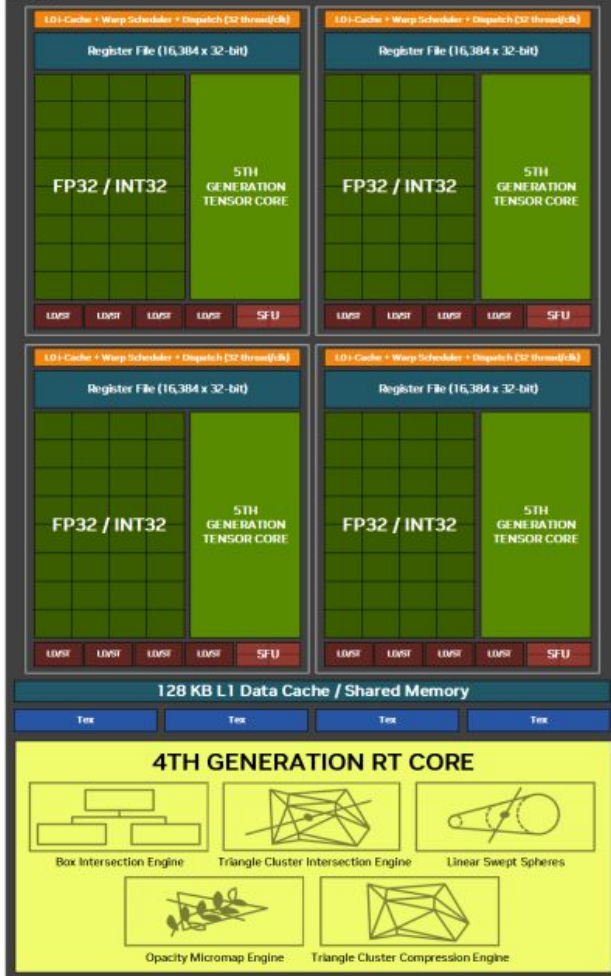 L0 i-Cache + Warp Scheduler + Dispatch (32 thread/clk)
Register File (16,384 x 32-bit)
FP32 / INT32
5TH
GENERATION
TENSOR CORE
LD/ST LD/ST LD/ST LD/ST SFU
L0 i-Cache + Warp Scheduler + Dispatch (32 thread/clk)
Register File (16,384 x 32-bit)
FP32 / INT32
5TH
GENERATION
TENSOR CORE
LD/ST LD/ST LD/ST LD/ST SFU
L0 i-Cache + Warp Scheduler + Dispatch (32 thread/clk)
Register File (16,384 x 32-bit)
FP32 / INT32
5TH
GENERATION
TENSOR CORE
LD/ST LD/ST LD/ST LD/ST SFU
L0 i-Cache + Warp Scheduler + Dispatch (32 thread/clk)
Register File (16,384 x 32-bit)
FP32 / INT32
5TH
GENERATION
TENSOR CORE
LD/ST LD/ST LD/ST LD/ST SFU
128 KB L1 Data Cache / Shared Memory
Tex Tex Tex Tex
4TH GENERATION RT CORE
Box Intersection Engine
Triangle Cluster Intersection Engine
Linear Swept Spheres
Opacity Micromap Engine
Triangle Cluster Compression Engine